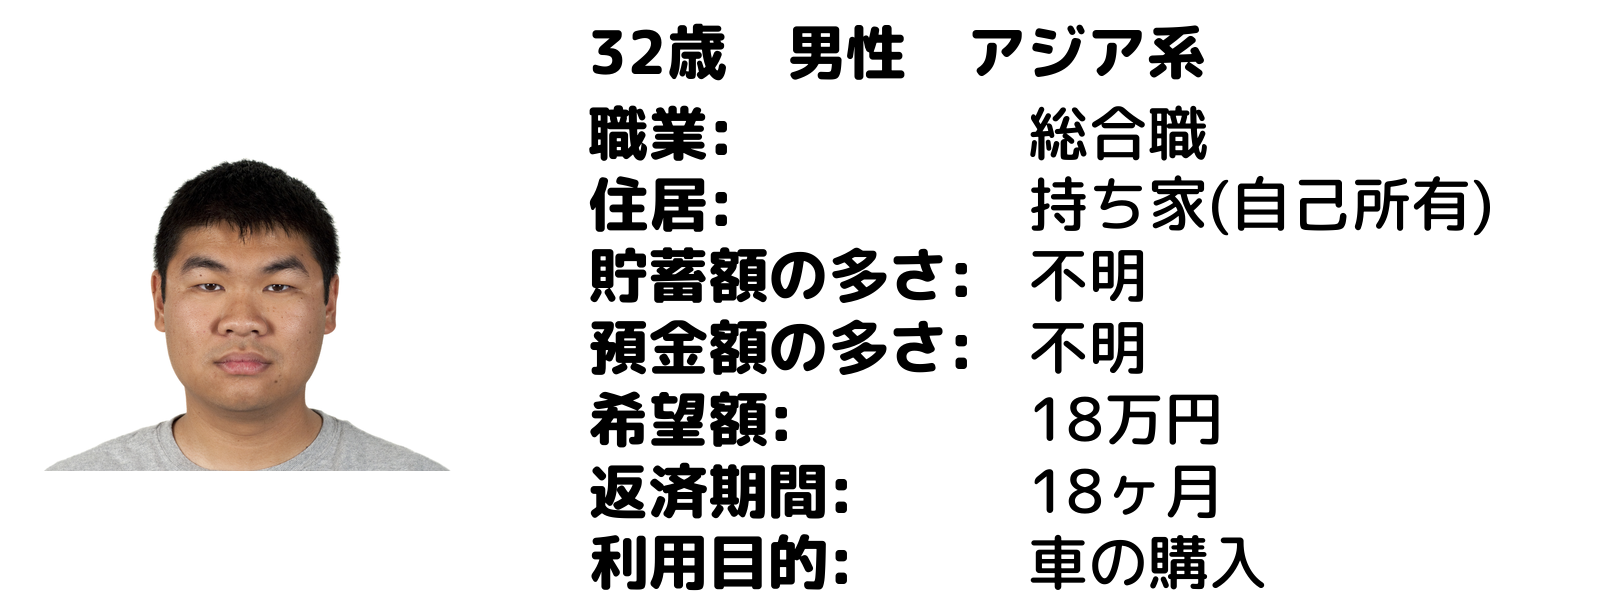 32歳　男性　アジア系
職業:　総合職
住居:　持ち家(自己所有)
貯蓄額の多さ:　不明
預金額の多さ:　不明
希望額:　18万円
返済期間:　18ヶ月
利用目的:　車の購入